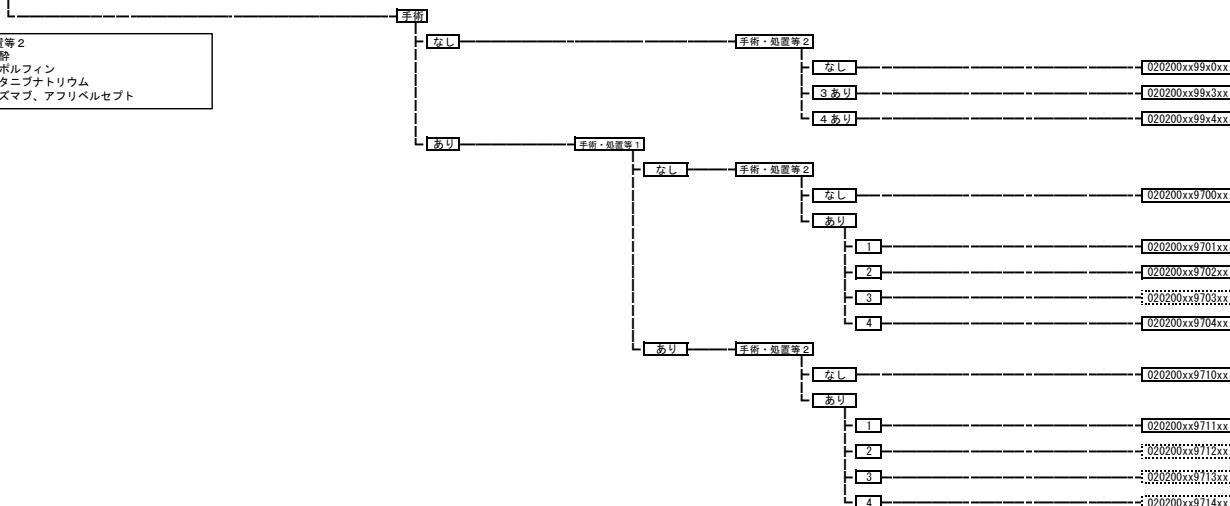 手術
なし 手術・処置等2
置等2
酔
ポルフィン
タニブナトリウム
ズマブ、アフリベルセプト
なし 020200xx99x0xx
3あり 020200xx99x3xx
4あり 020200xx99x4xx
あり 手術・処置等1
なし 手術・処置等2
なし 020200xx9700xx
あり
1 020200xx9701xx
2 020200xx9702xx
3 020200xx9703xx
4 020200xx9704xx
あり 手術・処置等2
なし 020200xx9710xx
あり
1 020200xx9711xx
2 020200xx9712xx
3 020200xx9713xx
4 020200xx9714xx